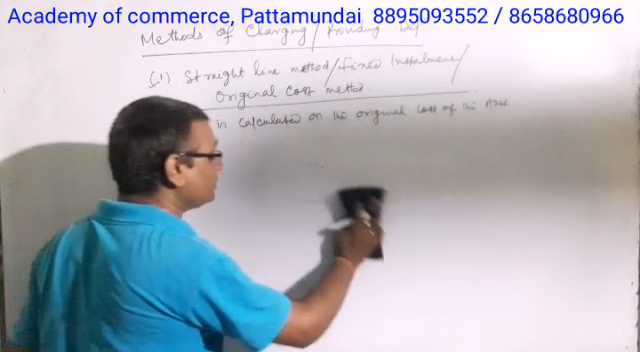 Academy of commerce, Pattamundai 8895093552 / 8658680966
Methods of Charging / Providing
(1) Straight line method / Fixed Instalment /
Original Cost method.
is calculated on the original cost of the Asset